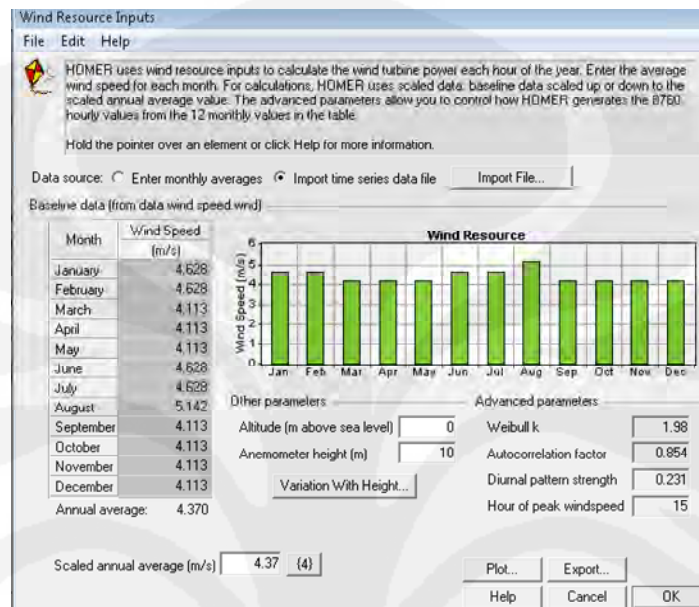 Wind Resource Inputs
File Edit Help
HOMER uses wind resource inputs to calculate the wind turbine power each hour of the year. Enter the average
wind speed for each month. For calculations, HOMER uses scaled data: baseline data scaled up or down to the
scaled annual average value. The advanced parameters allow you to control how HOMER generates the 8760
hourly values from the 12 monthly values in the table.
Hold the pointer over an element or click Help for more information.
Data source: Enter monthly averages Import time series data file Import File...
Baseline data (from data wind speed.wnd)
Month Wind Speed
(m/s)
January 4.628
February 4.628
March 4.113
April 4.113
May 4.113
June 4.628
July 4.628
August 5.142
September 4.113
October 4.113
November 4.113
December 4.113
Annual average: 4.370
Wind Resource
Wind Speed (m/s)
6
5
4
3
2
1
0
Jan Feb Mar Apr May Jun Jul Aug Sep Oct Nov Dec
Other parameters
Altitude (m above sea level) 0
Anemometer height (m) 10
Variation With Height...
Advanced parameters
Weibull k 1.98
Autocorrelation factor 0.854
Diurnal pattern strength 0.231
Hour of peak windspeed 15
Scaled annual average (m/s) 4.37 {4}
Plot... Export...
Help Cancel OK